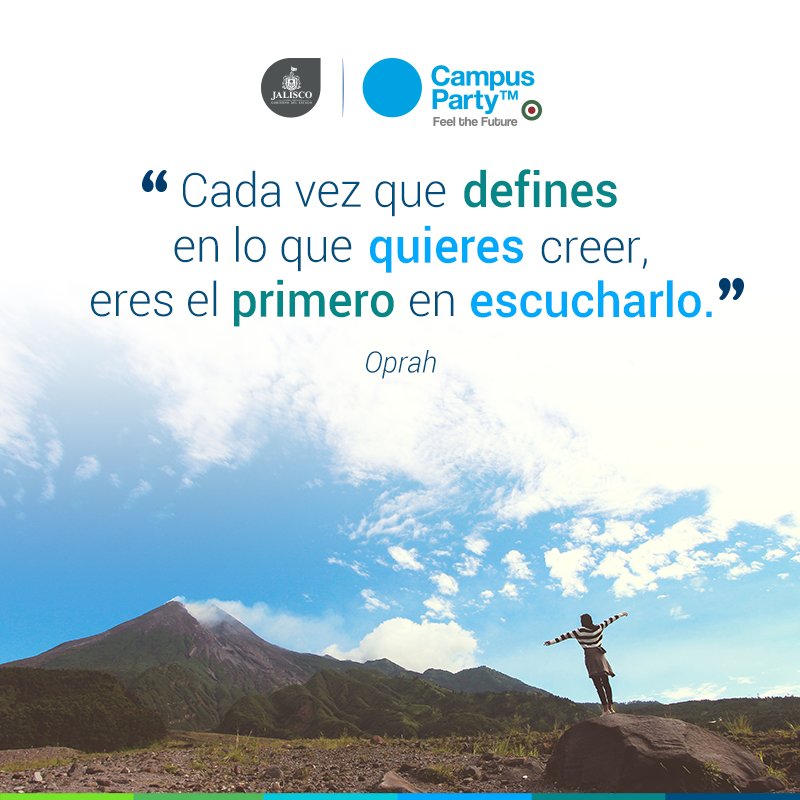 JALISCO
GOBIERNO DEL ESTADO
Campus
Party™
Feel the Future
“ Cada vez que defines
en lo que quieres creer,
eres el primero en escucharlo.”
Oprah